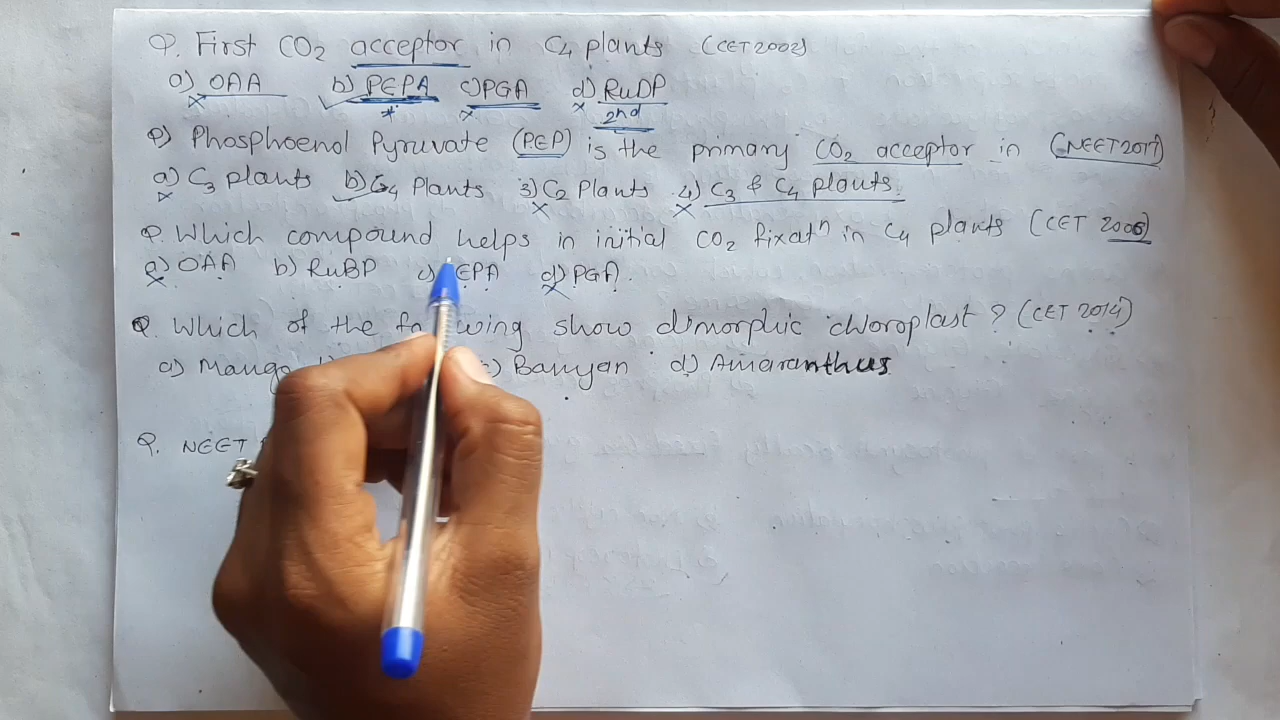 Q. First CO2 acceptor in C4 plants (CET 2002)
a) OAA b) PEPA c) PGA d) RuDP
2nd
Q) Phosphoenol Pyruvate (PEP) is the primary CO2 acceptor in (NEET 2017)
a) C3 plants b) C4 Plants 3) C2 Plants 4) C3 & C4 plants.
Q. Which compound helps in initial CO2 fixatn in C4 plants (CET 2006)
a) OAA b) RuBP c) PEPA d) PGA.
Q. Which of the following show dimorphic chloroplast? (CET 2014)
a) Mango c) Banyan d) Amaranthus
Q. NEET